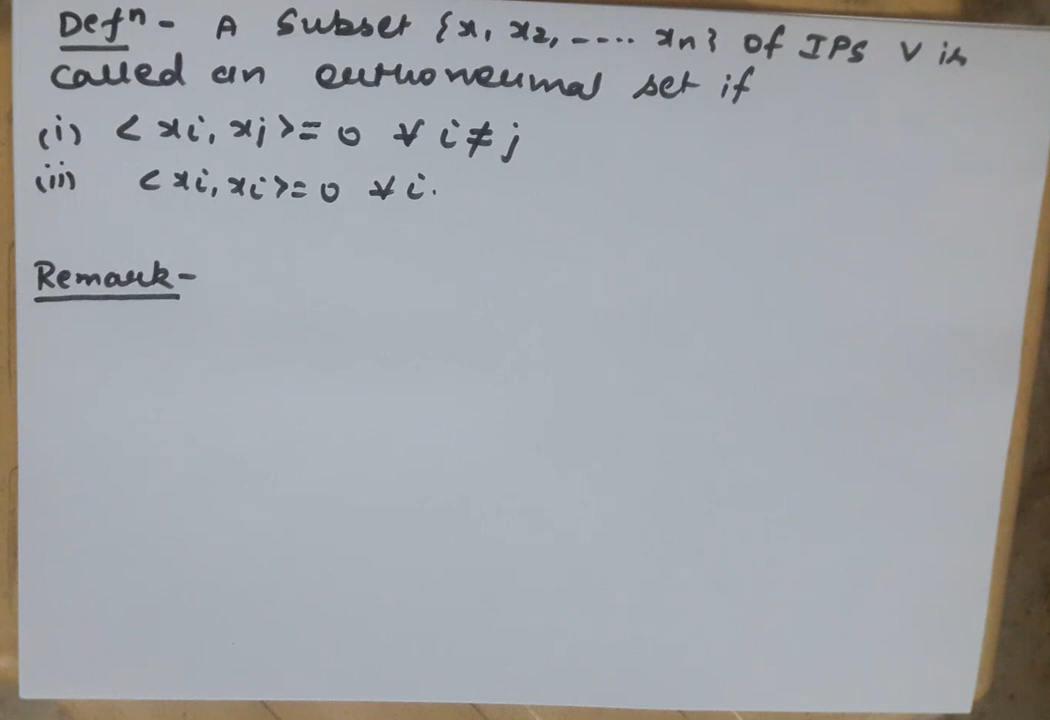 Defⁿ - A Subset {x₁, x₂, ---- xₙ} of IPS V is
called an orthonormal set if
(i) <xi, xj>=0 ∀ i≠j
(ii) <xi, xi>=0 ∀ i.
Remark-